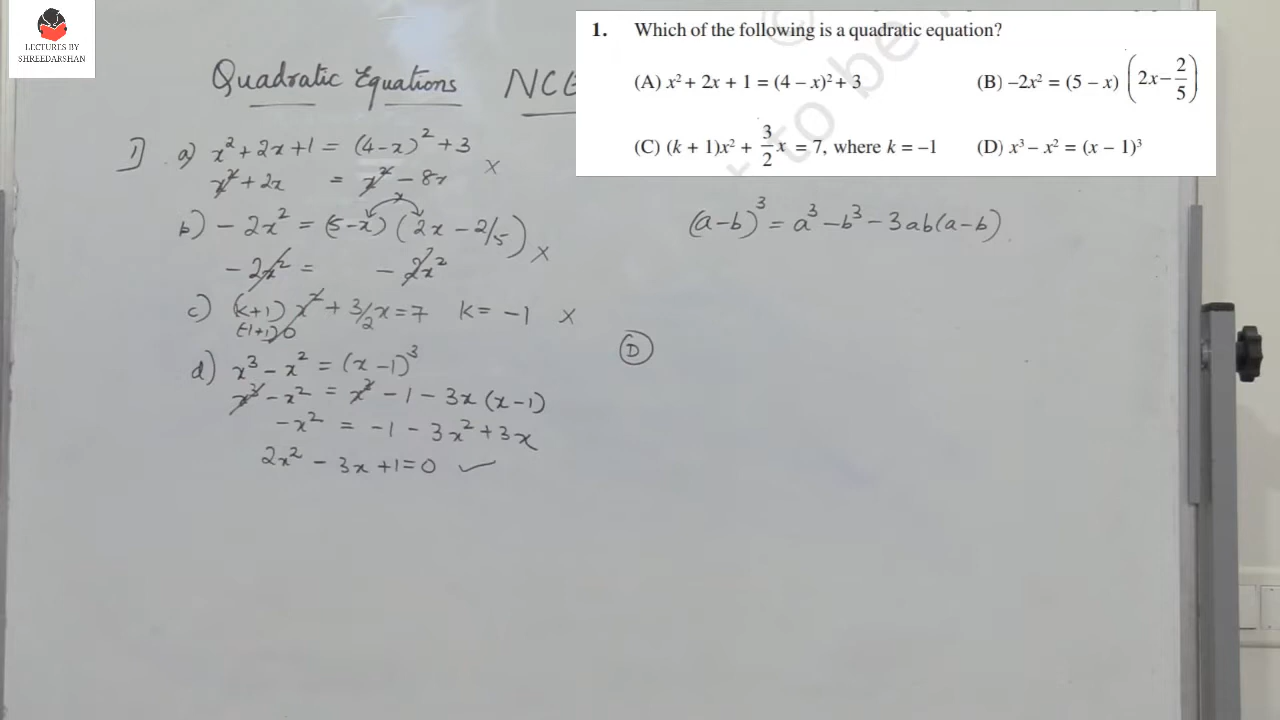 LECTURES BY
SHREEDARSHAN
1. Which of the following is a quadratic equation?
(A) x² + 2x + 1 = (4 – x)² + 3 (B) –2x² = (5 – x) (2x – 2/5)
(C) (k + 1)x² + 3/2 x = 7, where k = –1 (D) x³ – x² = (x – 1)³
to be
Quadratic Equations NCE
1] a) x² + 2x + 1 = (4-x)² + 3
x² + 2x = x² - 8x ×
b) - 2x² = (5-x) (2x - 2/5)
- 2x² = - 2x² ×
c) (k+1) x² + 3/2 x = 7 k = -1 ×
(-1+1) 0
d) x³ - x² = (x-1)³
x³ - x² = x³ - 1 - 3x (x-1)
-x² = -1 - 3x² + 3x
2x² - 3x + 1 = 0 ✓
(a-b)³ = a³ - b³ - 3ab(a-b)
D